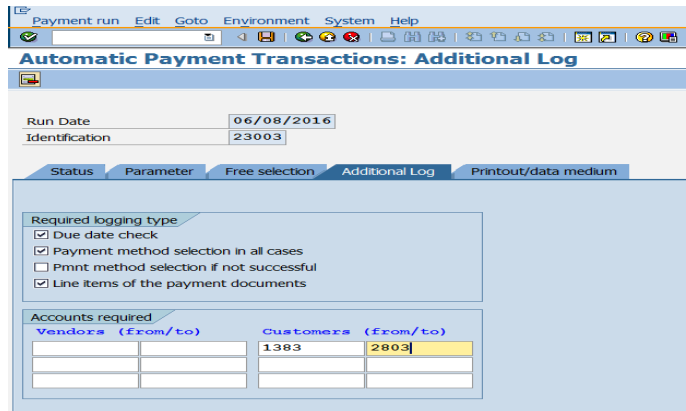 Payment run Edit Goto Environment System Help
Automatic Payment Transactions: Additional Log
Run Date 06/08/2016
Identification 23003
Status Parameter Free selection Additional Log Printout/data medium
Required logging type
Due date check
Payment method selection in all cases
Pmnt method selection if not successful
Line items of the payment documents
Accounts required
Vendors (from/to) Customers (from/to)
1383 2803